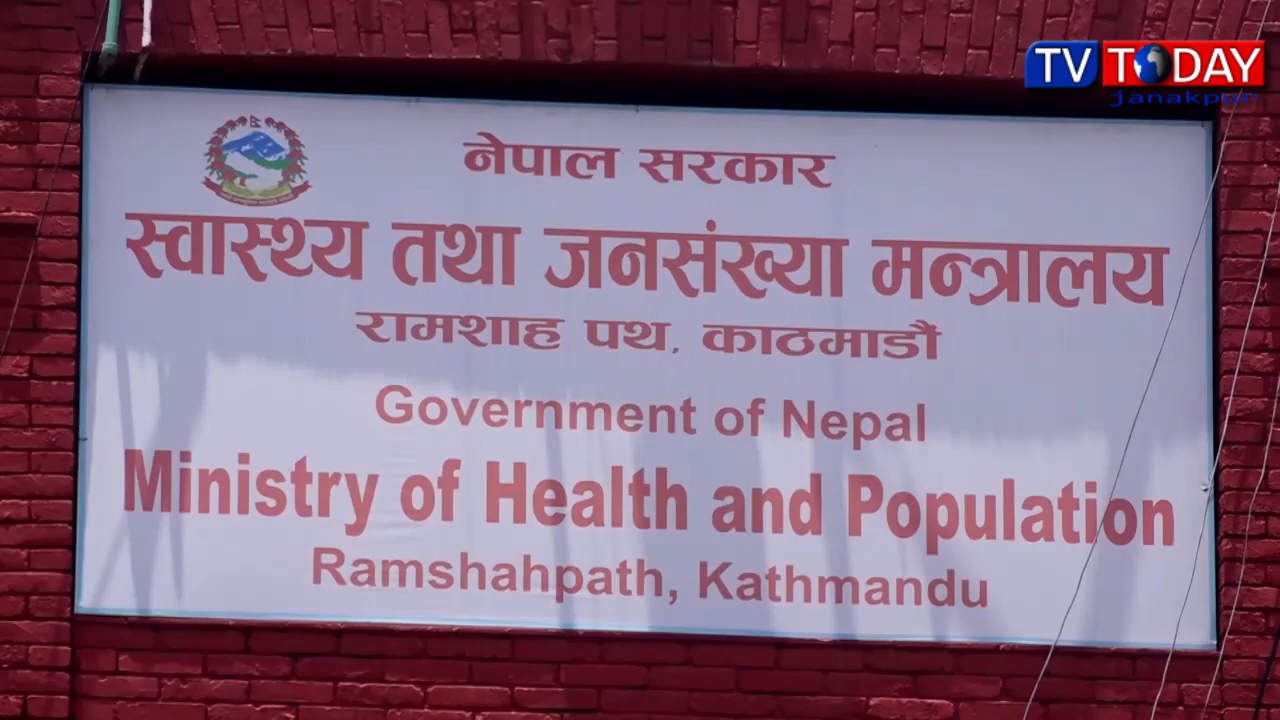 TV TODAY
janakpur
नेपाल सरकार
स्वास्थ्य तथा जनसंख्या मन्त्रालय
रामशाह पथ, काठमाडौं
Government of Nepal
Ministry of Health and Population
Ramshahpath, Kathmandu